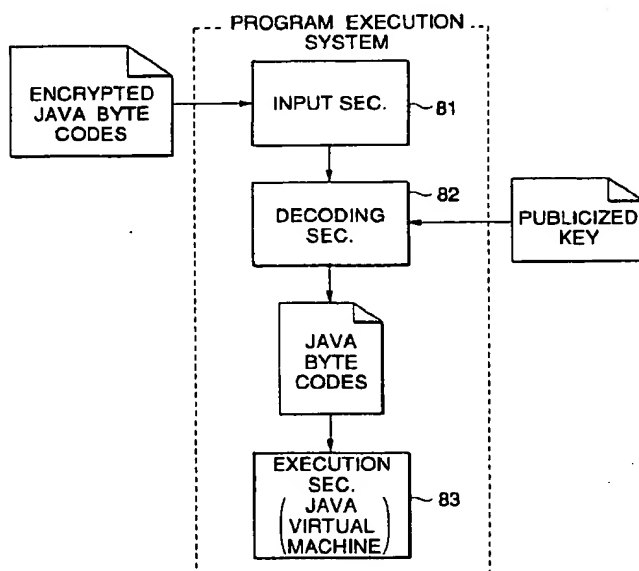 PROGRAM EXECUTION
SYSTEM
ENCRYPTED
JAVA BYTE
CODES
INPUT SEC.
81
82
DECODING
SEC.
PUBLICIZED
KEY
JAVA
BYTE
CODES
EXECUTION
SEC.
(JAVA
VIRTUAL
MACHINE)
83